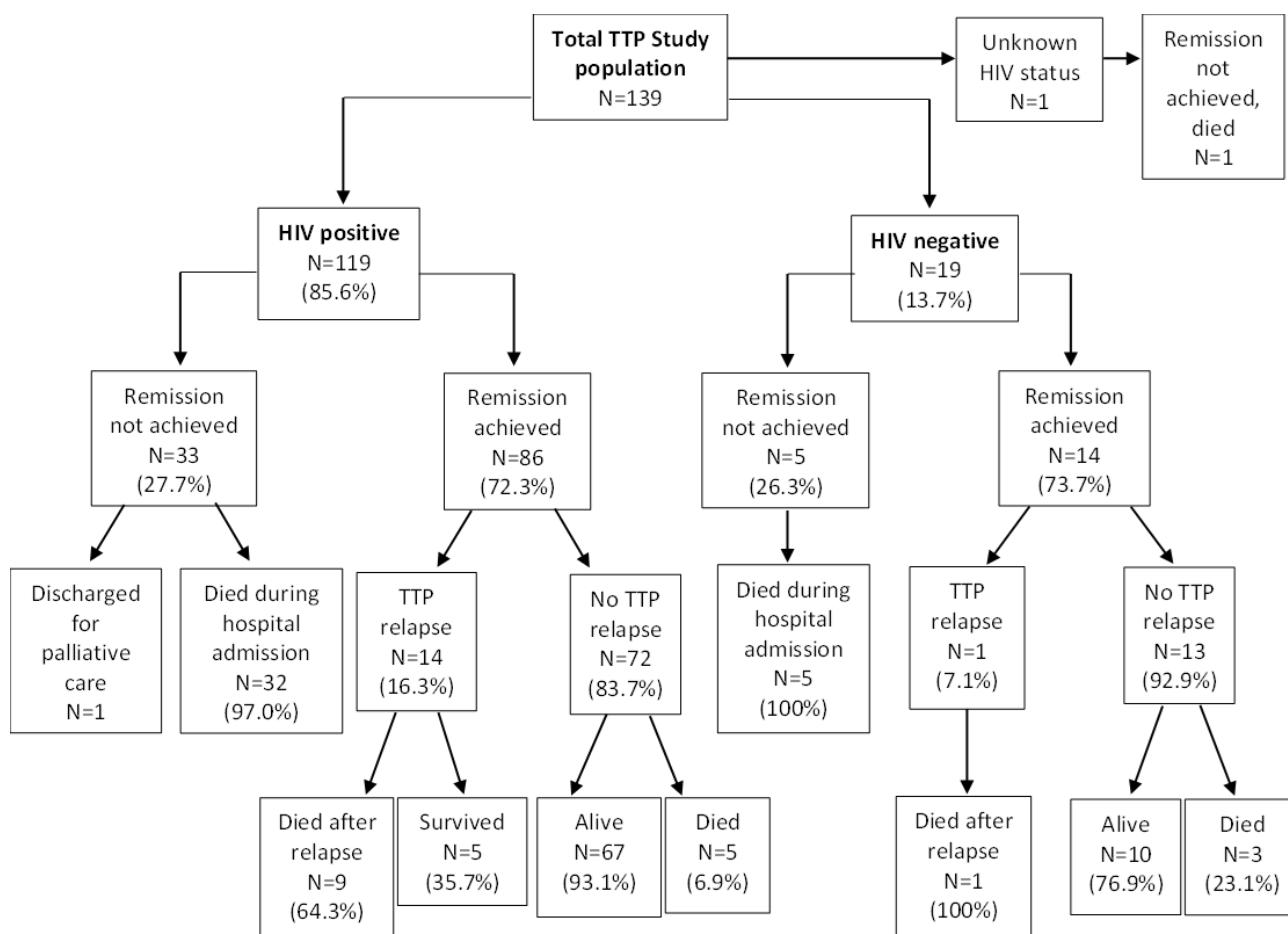 Total TTP Study
population
N=139
Unknown
HIV status
N=1
Remission
not
achieved,
died
N=1
HIV positive
N=119
(85.6%)
HIV negative
N=19
(13.7%)
Remission
not achieved
N=33
(27.7%)
Remission
achieved
N=86
(72.3%)
Remission
not achieved
N=5
(26.3%)
Remission
achieved
N=14
(73.7%)
Discharged
for
palliative
care
N=1
Died during
hospital
admission
N=32
(97.0%)
TTP
relapse
N=14
(16.3%)
No TTP
relapse
N=72
(83.7%)
Died during
hospital
admission
N=5
(100%)
TTP
relapse
N=1
(7.1%)
No TTP
relapse
N=13
(92.9%)
Died after
relapse
N=9
(64.3%)
Survived
N=5
(35.7%)
Alive
N=67
(93.1%)
Died
N=5
(6.9%)
Died after
relapse
N=1
(100%)
Alive
N=10
(76.9%)
Died
N=3
(23.1%)